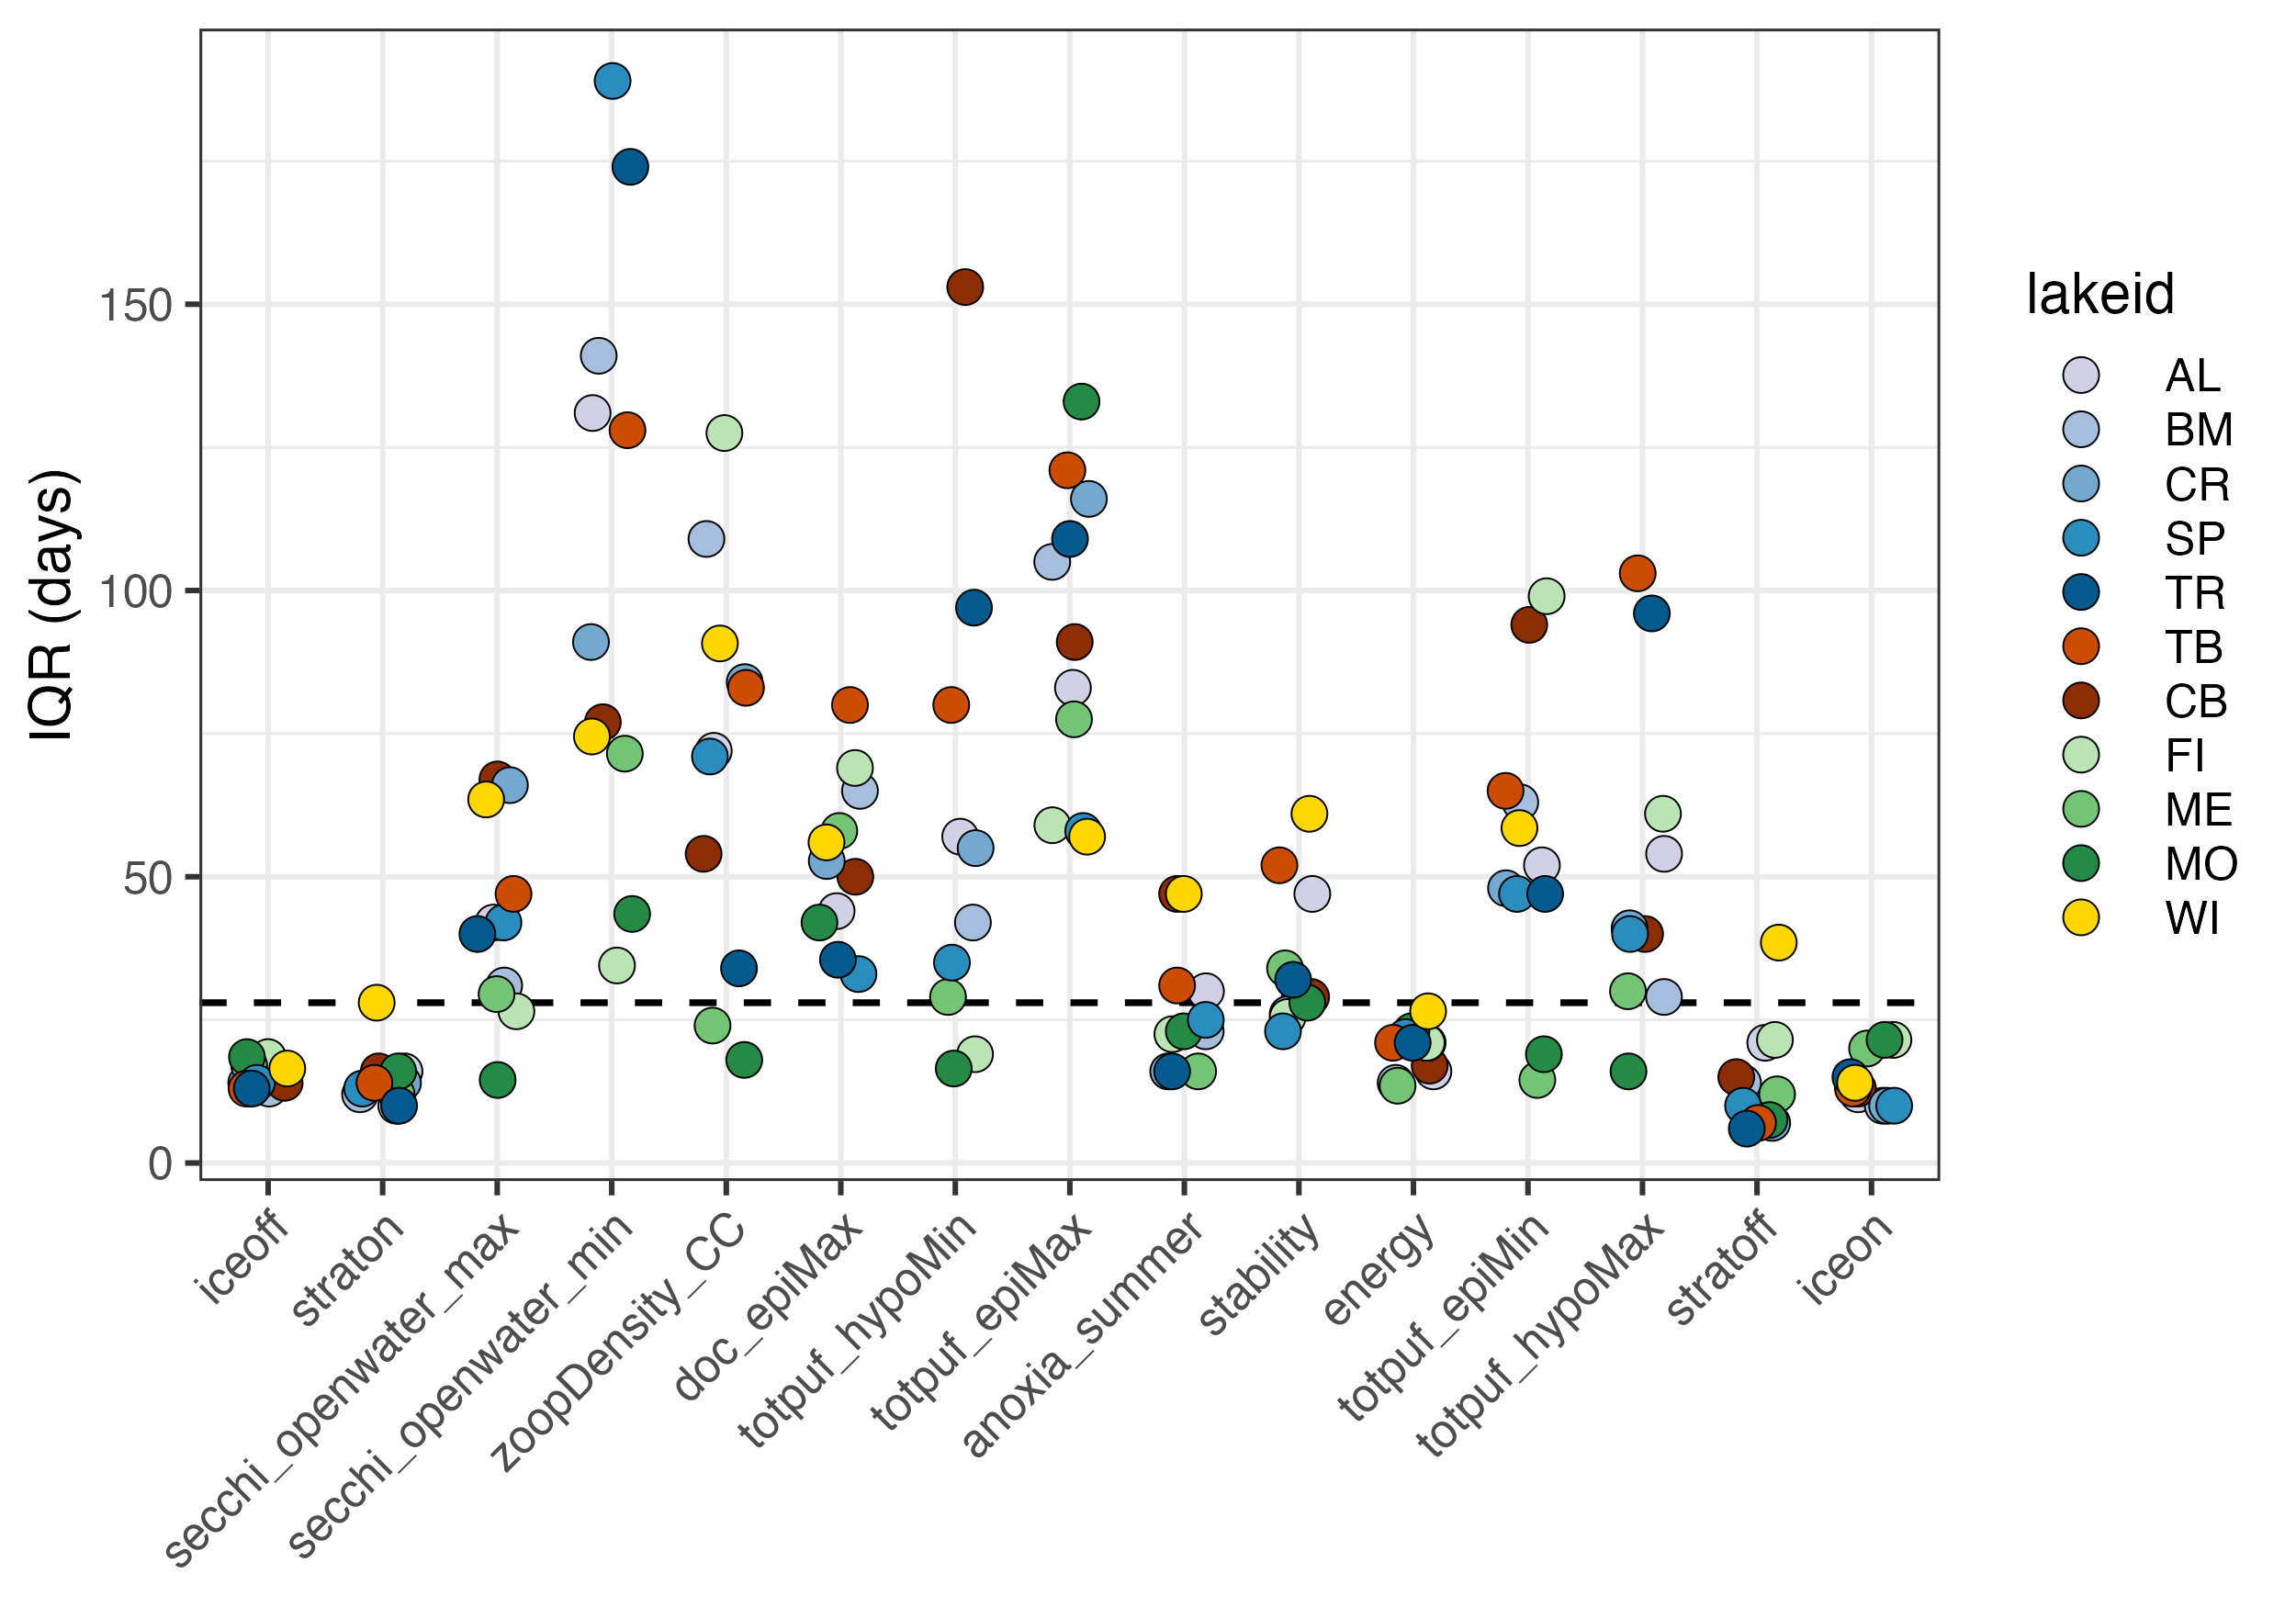 IQR (days)
150
100
50
0
iceoff
straton
secchi_openwater_max
secchi_openwater_min
zoopDensity_CC
doc_epiMax
totpuf_hypoMin
totpuf_epiMax
anoxia_summer
stability
energy
totpuf_epiMin
totpuf_hypoMax
stratoff
iceon
lakeid
AL
BM
CR
SP
TR
TB
CB
FI
ME
MO
WI